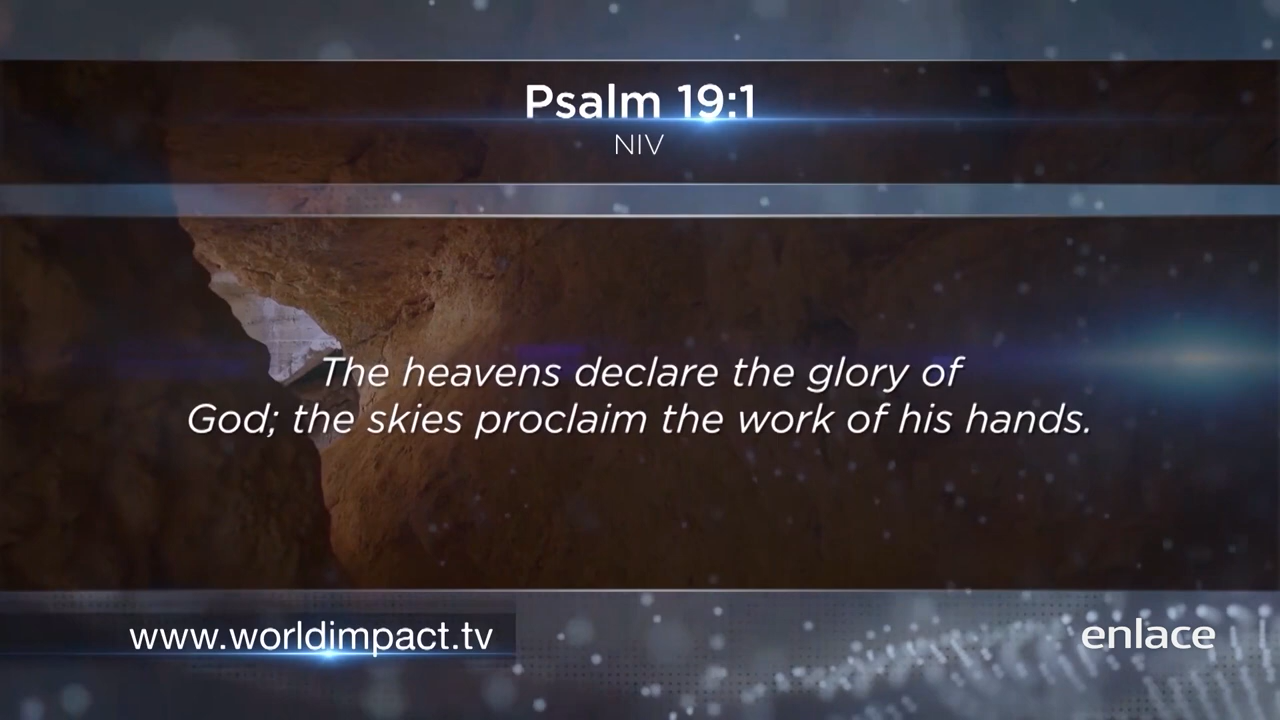 Psalm 19:1
NIV
The heavens declare the glory of
God; the skies proclaim the work of his hands.
www.worldimpact.tv
enlace